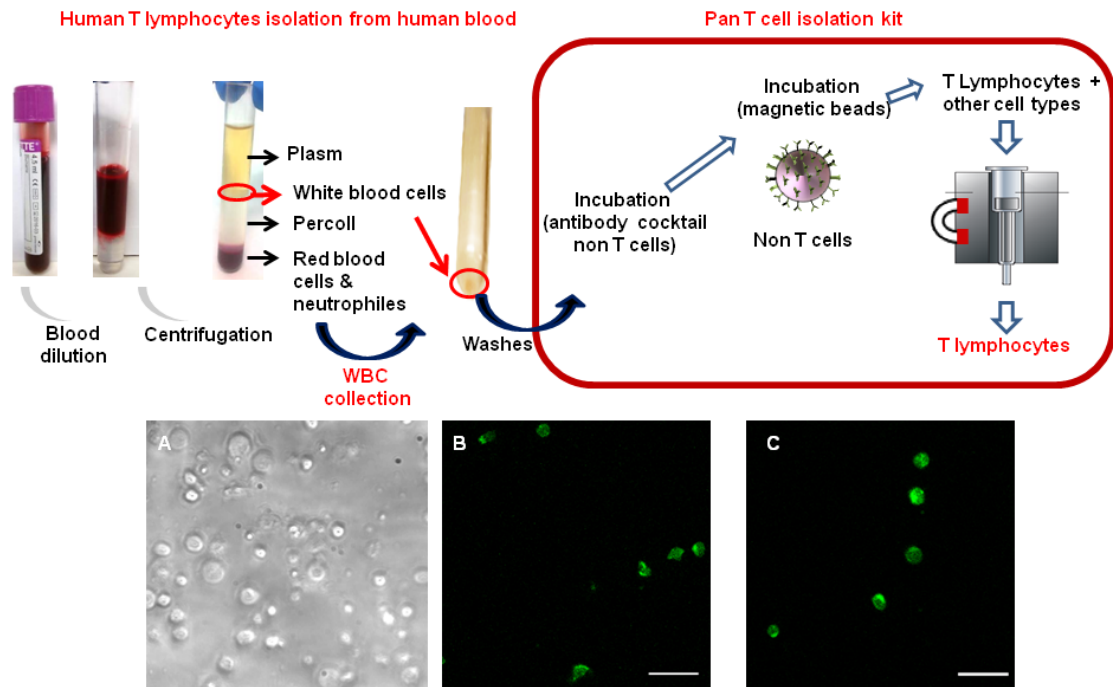 Human T lymphocytes isolation from human blood
Pan T cell isolation kit
Plasm
White blood cells
Percoll
Red blood
cells &
neutrophiles
Blood
dilution
Centrifugation
WBC
collection
Washes
Incubation
(antibody cocktail
non T cells)
Incubation
(magnetic beads)
Non T cells
T Lymphocytes +
other cell types
T lymphocytes
A
B
C